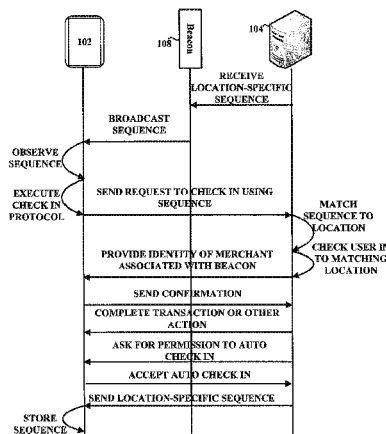 102
Beacon
108
104
RECEIVE
LOCATION-SPECIFIC
SEQUENCE
BROADCAST
SEQUENCE
OBSERVE
SEQUENCE
EXECUTE
CHECK IN
PROTOCOL
SEND REQUEST TO CHECK IN USING
SEQUENCE
MATCH
SEQUENCE TO
LOCATION
CHECK USER IN
TO MATCHING
LOCATION
PROVIDE IDENTITY OF MERCHANT
ASSOCIATED WITH BEACON
SEND CONFIRMATION
COMPLETE TRANSACTION OR OTHER
ACTION
ASK FOR PERMISSION TO AUTO
CHECK IN
ACCEPT AUTO CHECK IN
SEND LOCATION-SPECIFIC SEQUENCE
STORE
SEQUENCE